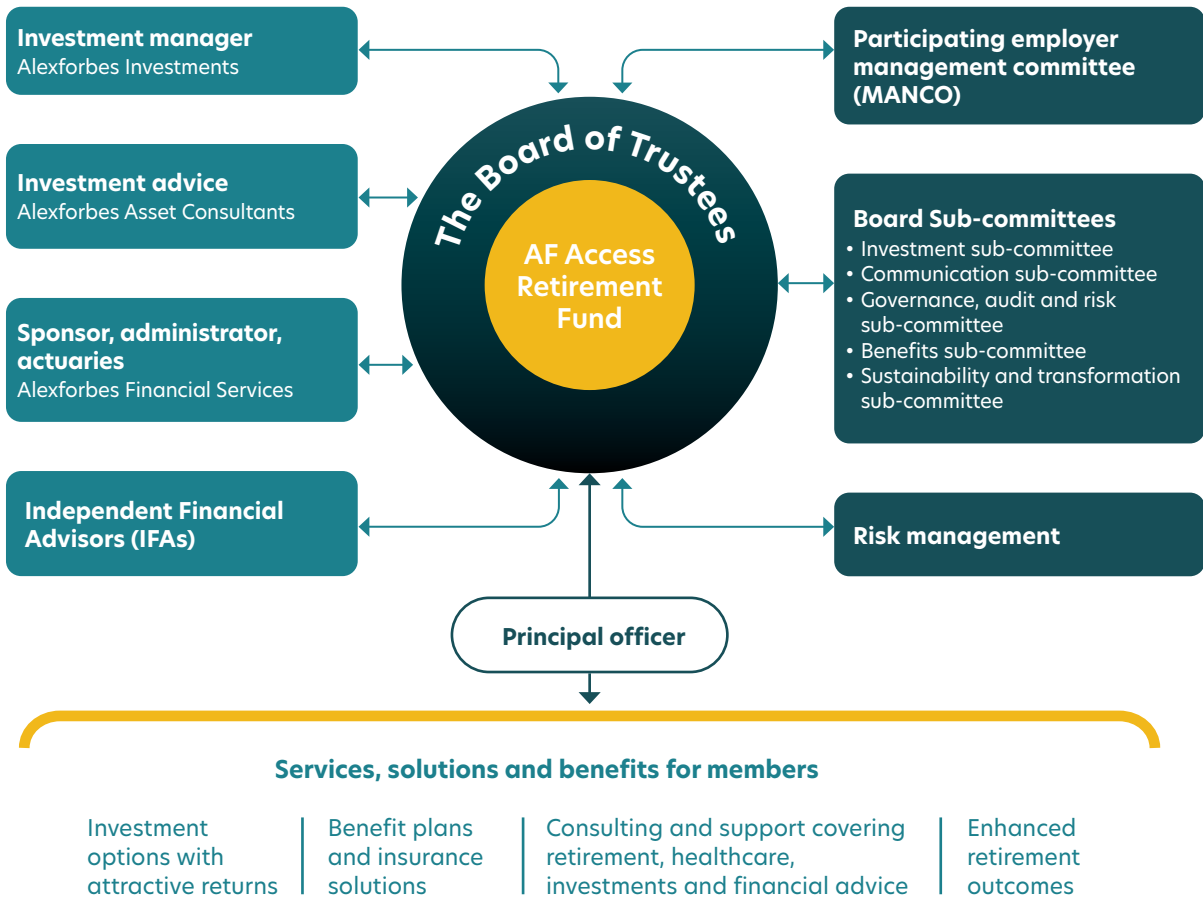 Investment manager
Alexforbes Investments
Investment advice
Alexforbes Asset Consultants
Sponsor, administrator,
actuaries
Alexforbes Financial Services
Independent Financial
Advisors (IFAs)
The Board of Trustees
AF Access
Retirement
Fund
Participating employer
management committee
(MANCO)
Board Sub-committees
• Investment sub-committee
• Communication sub-committee
• Governance, audit and risk
sub-committee
• Benefits sub-committee
• Sustainability and transformation
sub-committee
Risk management
Principal officer
Services, solutions and benefits for members
Investment
options with
attractive returns
Benefit plans
and insurance
solutions
Consulting and support covering
retirement, healthcare,
investments and financial advice
Enhanced
retirement
outcomes